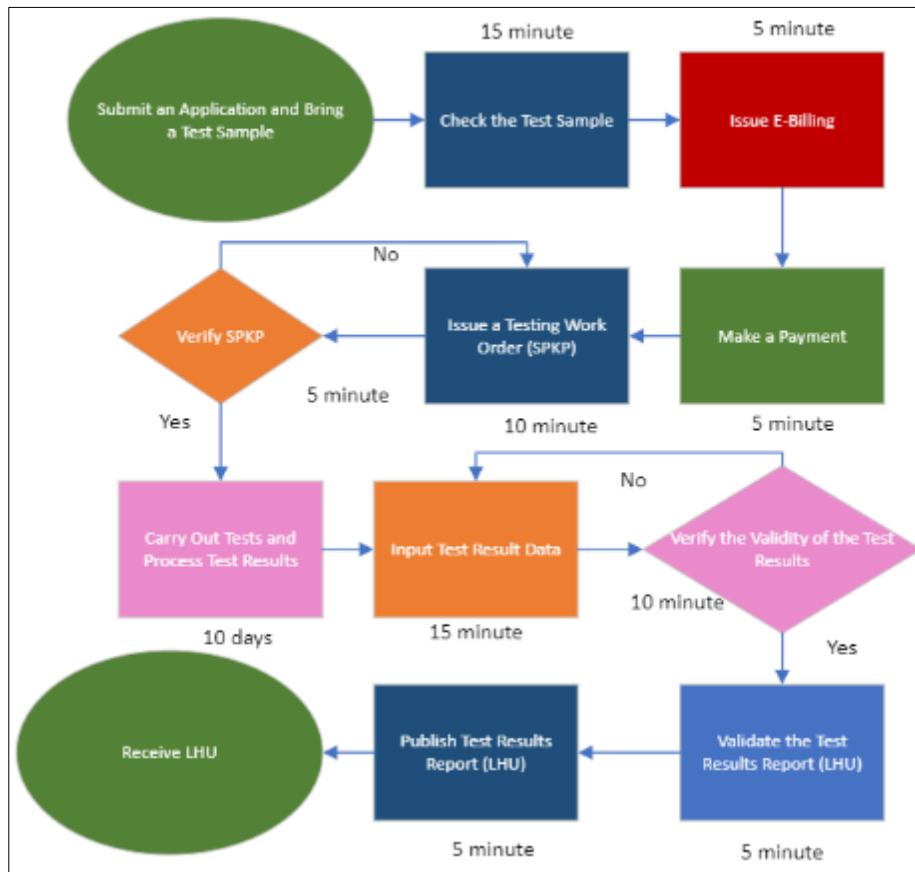 15 minute
5 minute
Submit an Application and Bring
a Test Sample
Check the Test Sample
Issue E-Billing
No
Verify SPKP
Issue a Testing Work
Order (SPKP)
Make a Payment
5 minute
Yes
10 minute
5 minute
No
Carry Out Tests and
Process Test Results
Input Test Result Data
Verify the Validity of the Test
Results
10 minute
10 days
15 minute
Yes
Receive LHU
Publish Test Results
Report (LHU)
Validate the Test
Results Report (LHU)
5 minute
5 minute